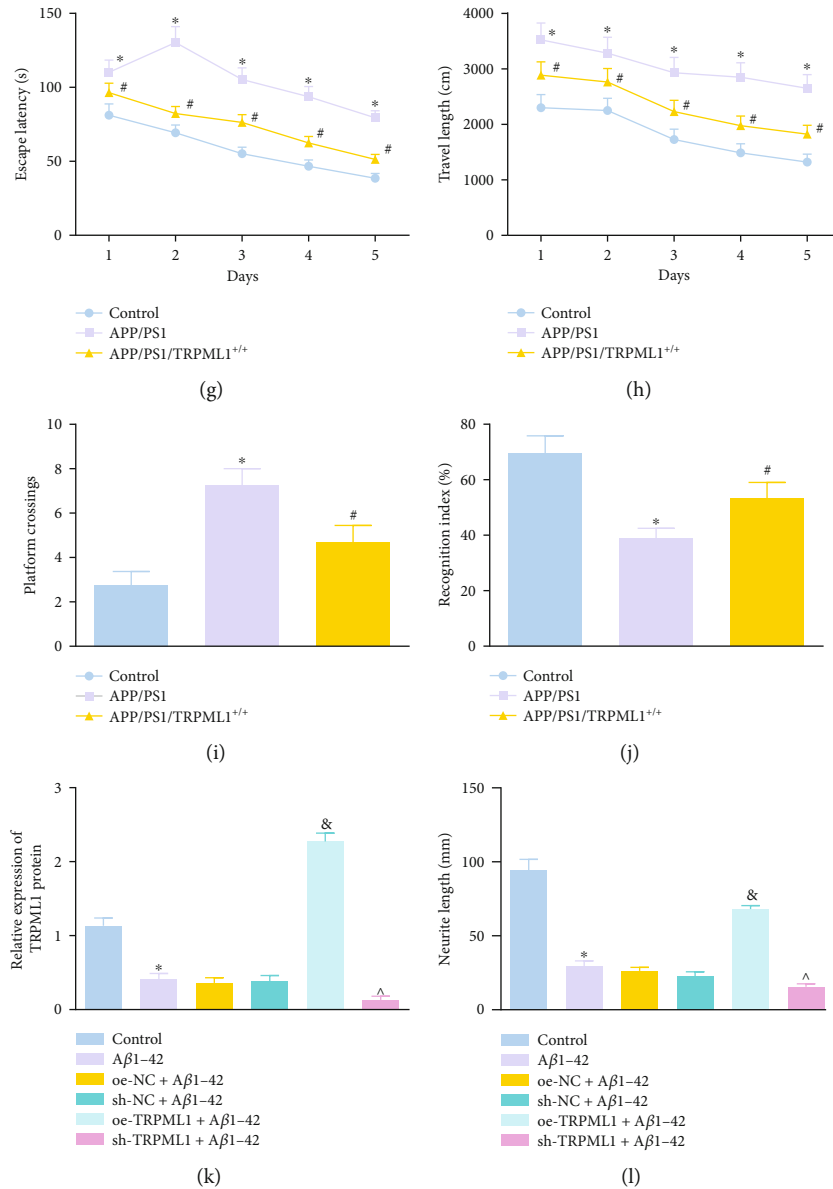 150
100
50
0
Escape latency (s)
*
*
*
*
*
#
#
#
#
#
1 2 3 4 5
Days
Control
APP/PS1
APP/PS1/TRPML1+/+
(g)
4000
3000
2000
1000
0
Travel length (cm)
*
*
*
*
*
#
#
#
#
#
1 2 3 4 5
Days
Control
APP/PS1
APP/PS1/TRPML1+/+
(h)
10
8
6
4
2
0
Platform crossings
*
#
Control
APP/PS1
APP/PS1/TRPML1+/+
(i)
80
60
40
20
0
Recognition index (%)
*
#
Control
APP/PS1
APP/PS1/TRPML1+/+
(j)
3
2
1
0
Relative expression of
TRPML1 protein
*
&
^
Control
Aβ1–42
oe-NC + Aβ1–42
sh-NC + Aβ1–42
oe-TRPML1 + Aβ1–42
sh-TRPML1 + Aβ1–42
(k)
150
100
50
0
Neurite length (mm)
*
&
^
Control
Aβ1–42
oe-NC + Aβ1–42
sh-NC + Aβ1–42
oe-TRPML1 + Aβ1–42
sh-TRPML1 + Aβ1–42
(l)